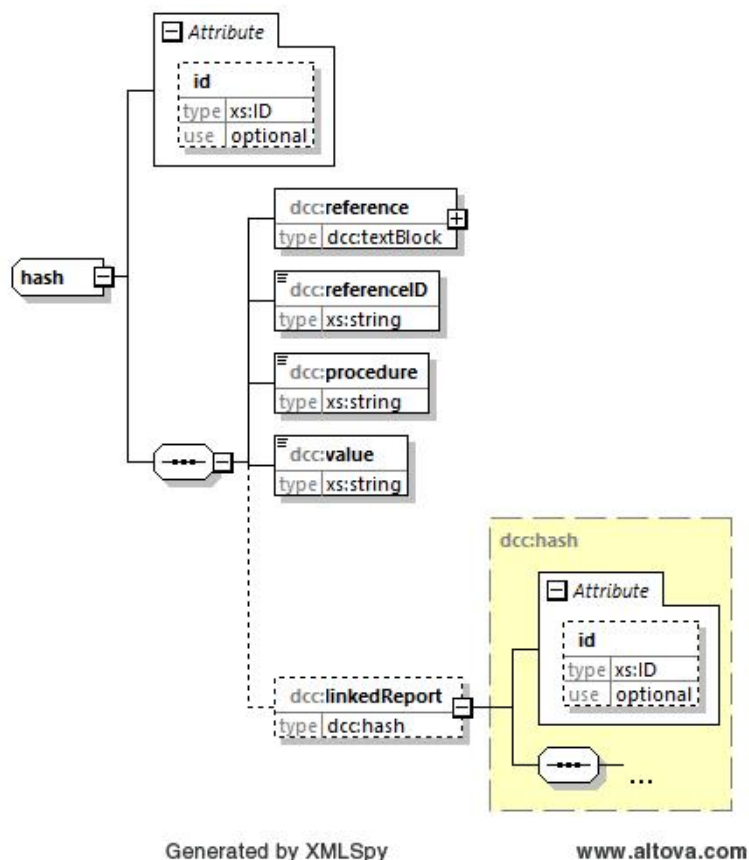 Attribute
id
type xs:ID
use optional
dcc:reference
type dcc:textBlock
hash
dcc:referenceID
type xs:string
dcc:procedure
type xs:string
dcc:value
type xs:string
dcc:hash
Attribute
id
type xs:ID
use optional
dcc:linkedReport
type dcc:hash
...
Generated by XMLSpy www.altova.com